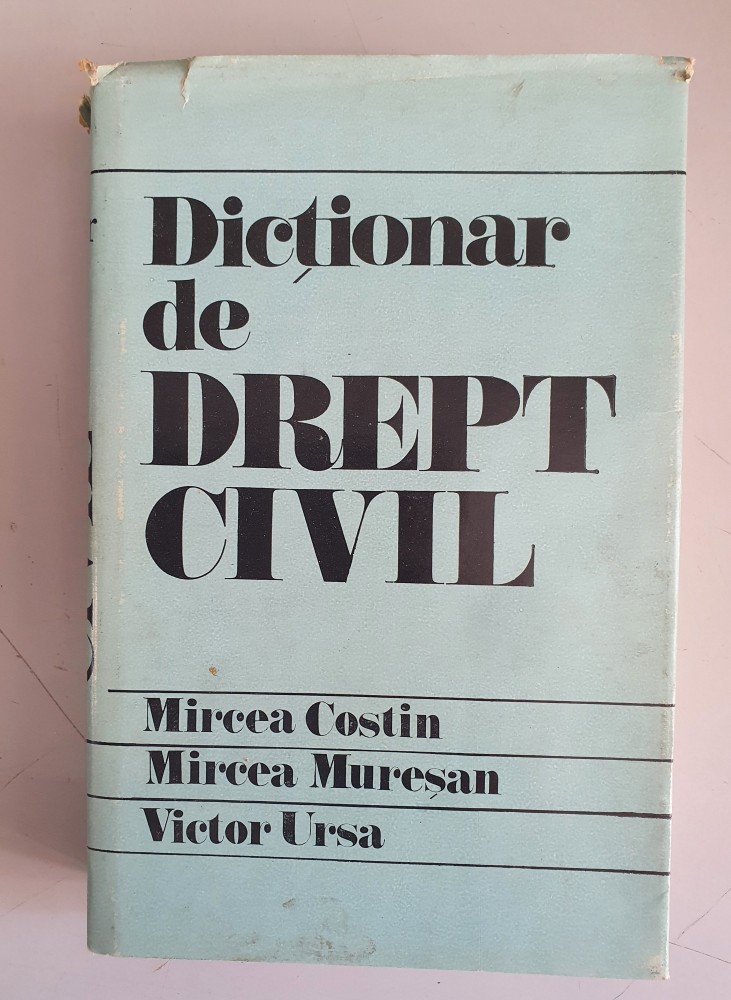 Dicționar
de
DREPT
CIVIL
Mircea Costin
Mircea Mureșan
Victor Ursa